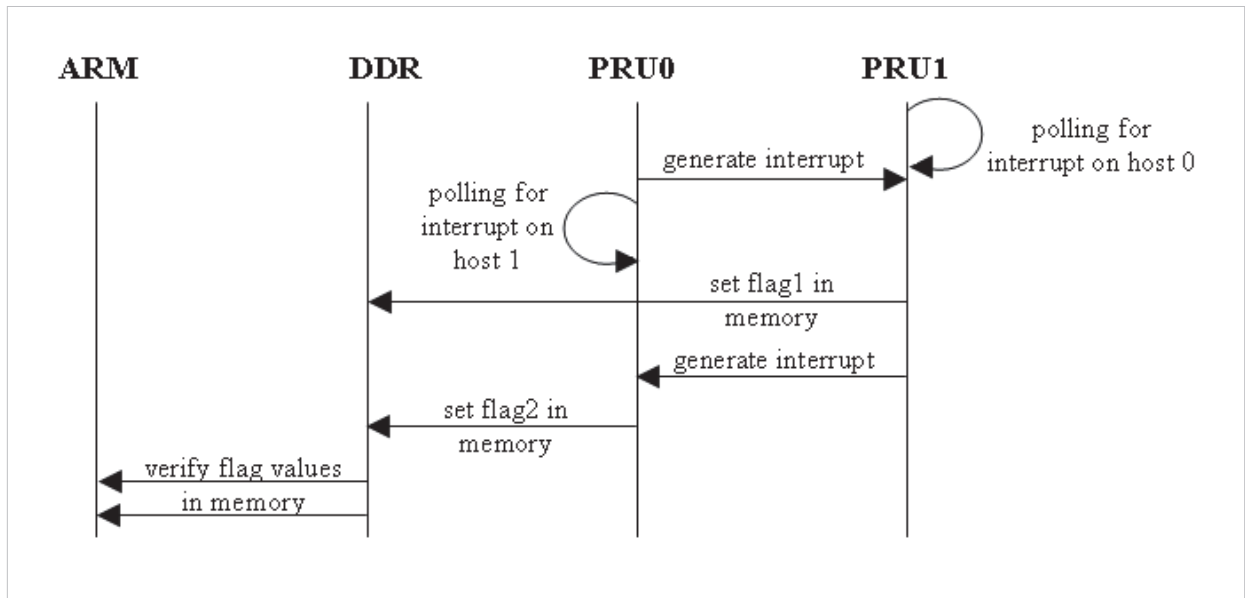 ARM DDR PRU0 PRU1
polling for
interrupt on host 0
generate interrupt
polling for
interrupt on
host 1
set flag1 in
memory
generate interrupt
set flag2 in
memory
verify flag values
in memory